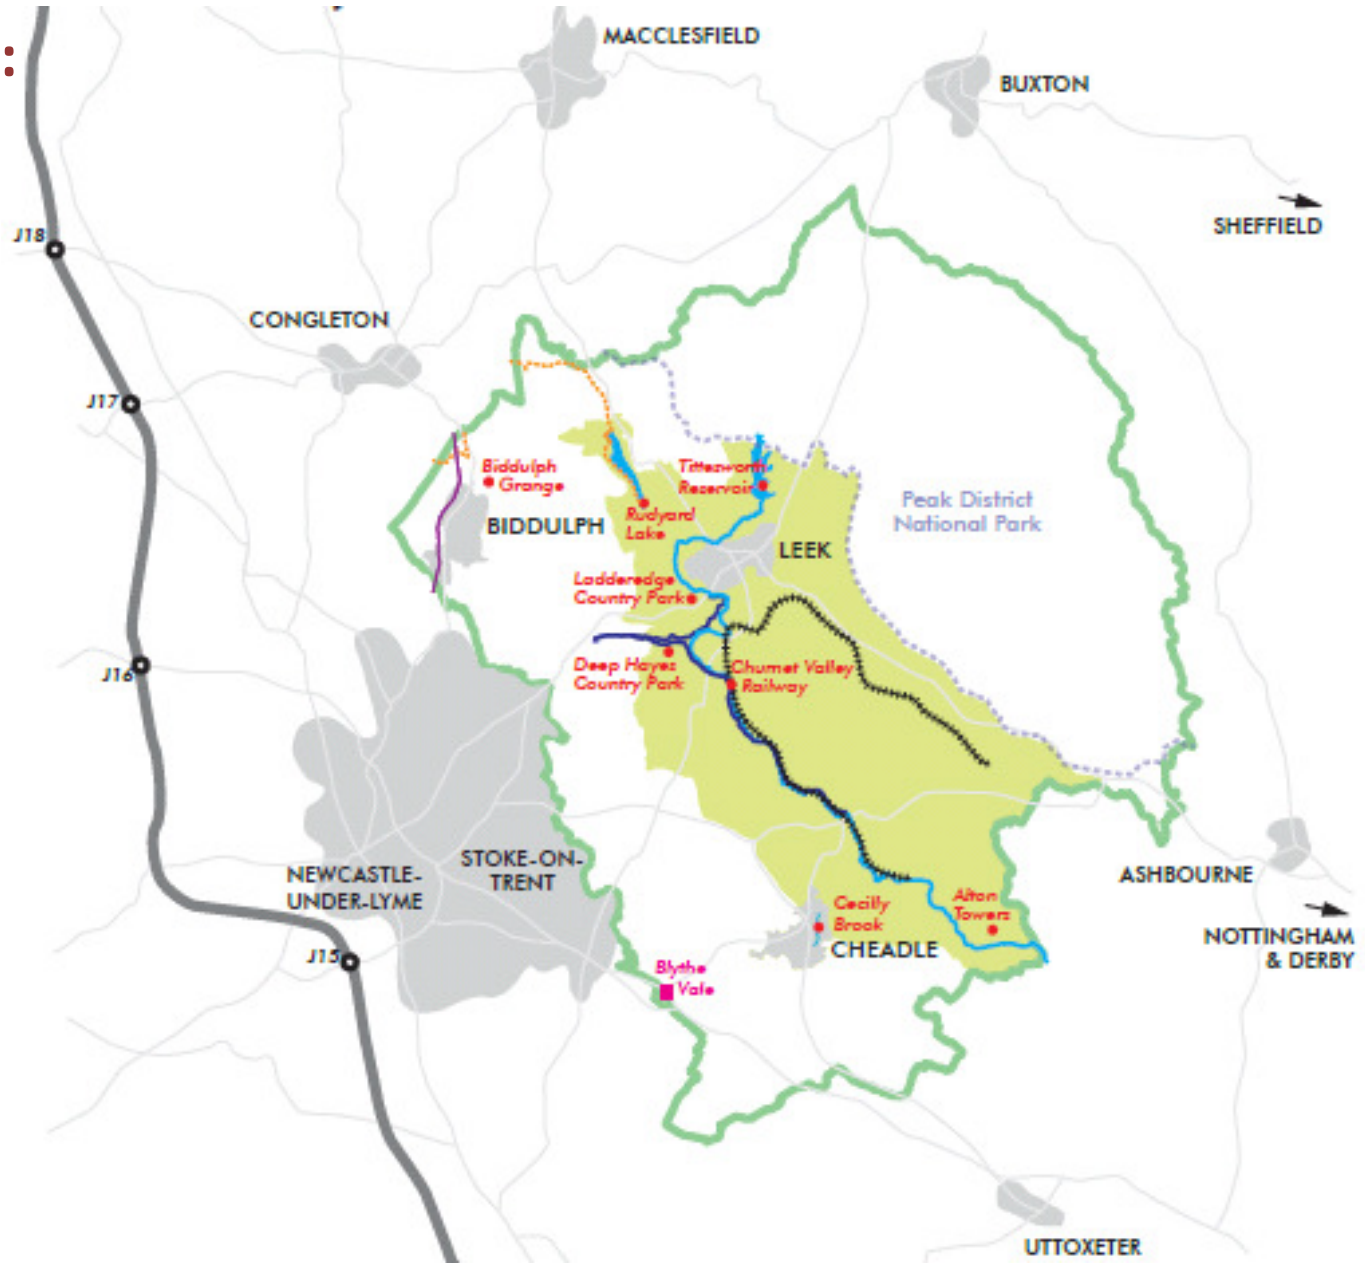 MACCLESFIELD
BUXTON
SHEFFIELD
J18
CONGLETON
J17
Biddulph
Grange
Tittesworth
Reservoir
Peak District
National Park
BIDDULPH
Rudyard
Lake
LEEK
Ladderedge
Country Park
J16
Deep Hayes
Country Park
Churnet Valley
Railway
STOKE-ON-
TRENT
NEWCASTLE-
UNDER-LYME
ASHBOURNE
Cecilly
Brook
Alton
Towers
CHEADLE
NOTTINGHAM
& DERBY
J15
Blythe
Vale
UTTOXETER